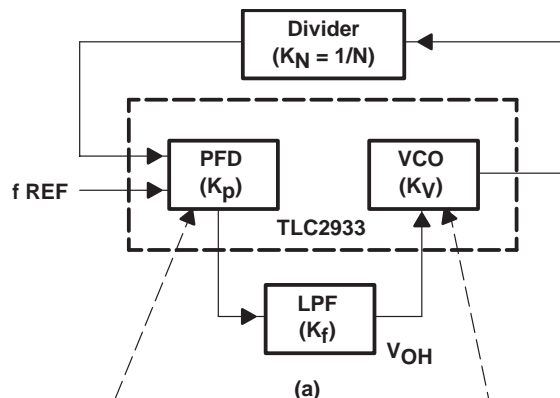 Divider
(KN = 1/N)
PFD
(Kp)
VCO
(KV)
f REF
TLC2933
LPF
(Kf)
VOH
(a)